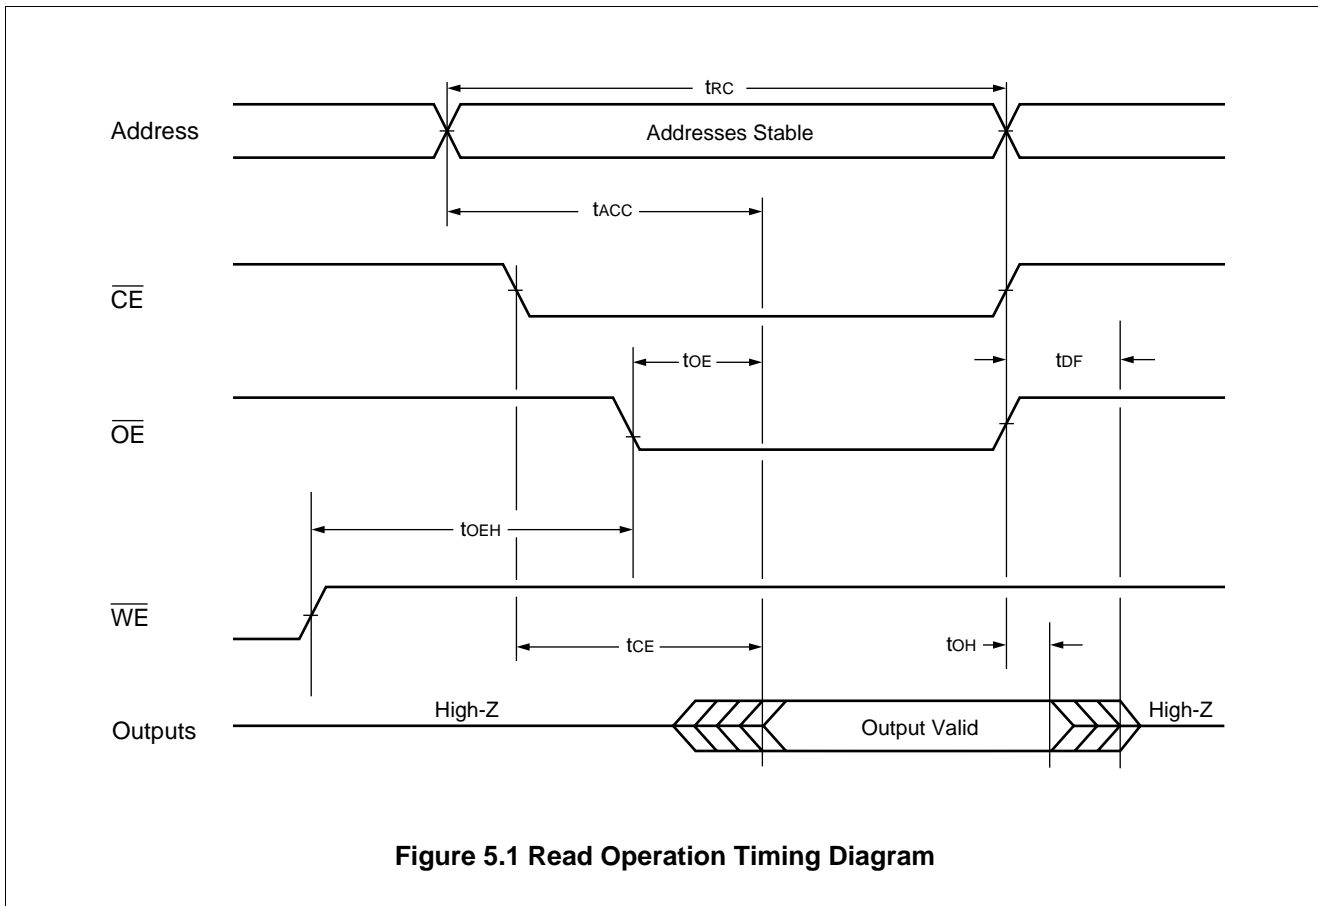 tRC
Address
Addresses Stable
tACC
CE
tOE
tDF
OE
tOEH
WE
tCE
tOH
High-Z
High-Z
Outputs
Output Valid
Figure 5.1 Read Operation Timing Diagram